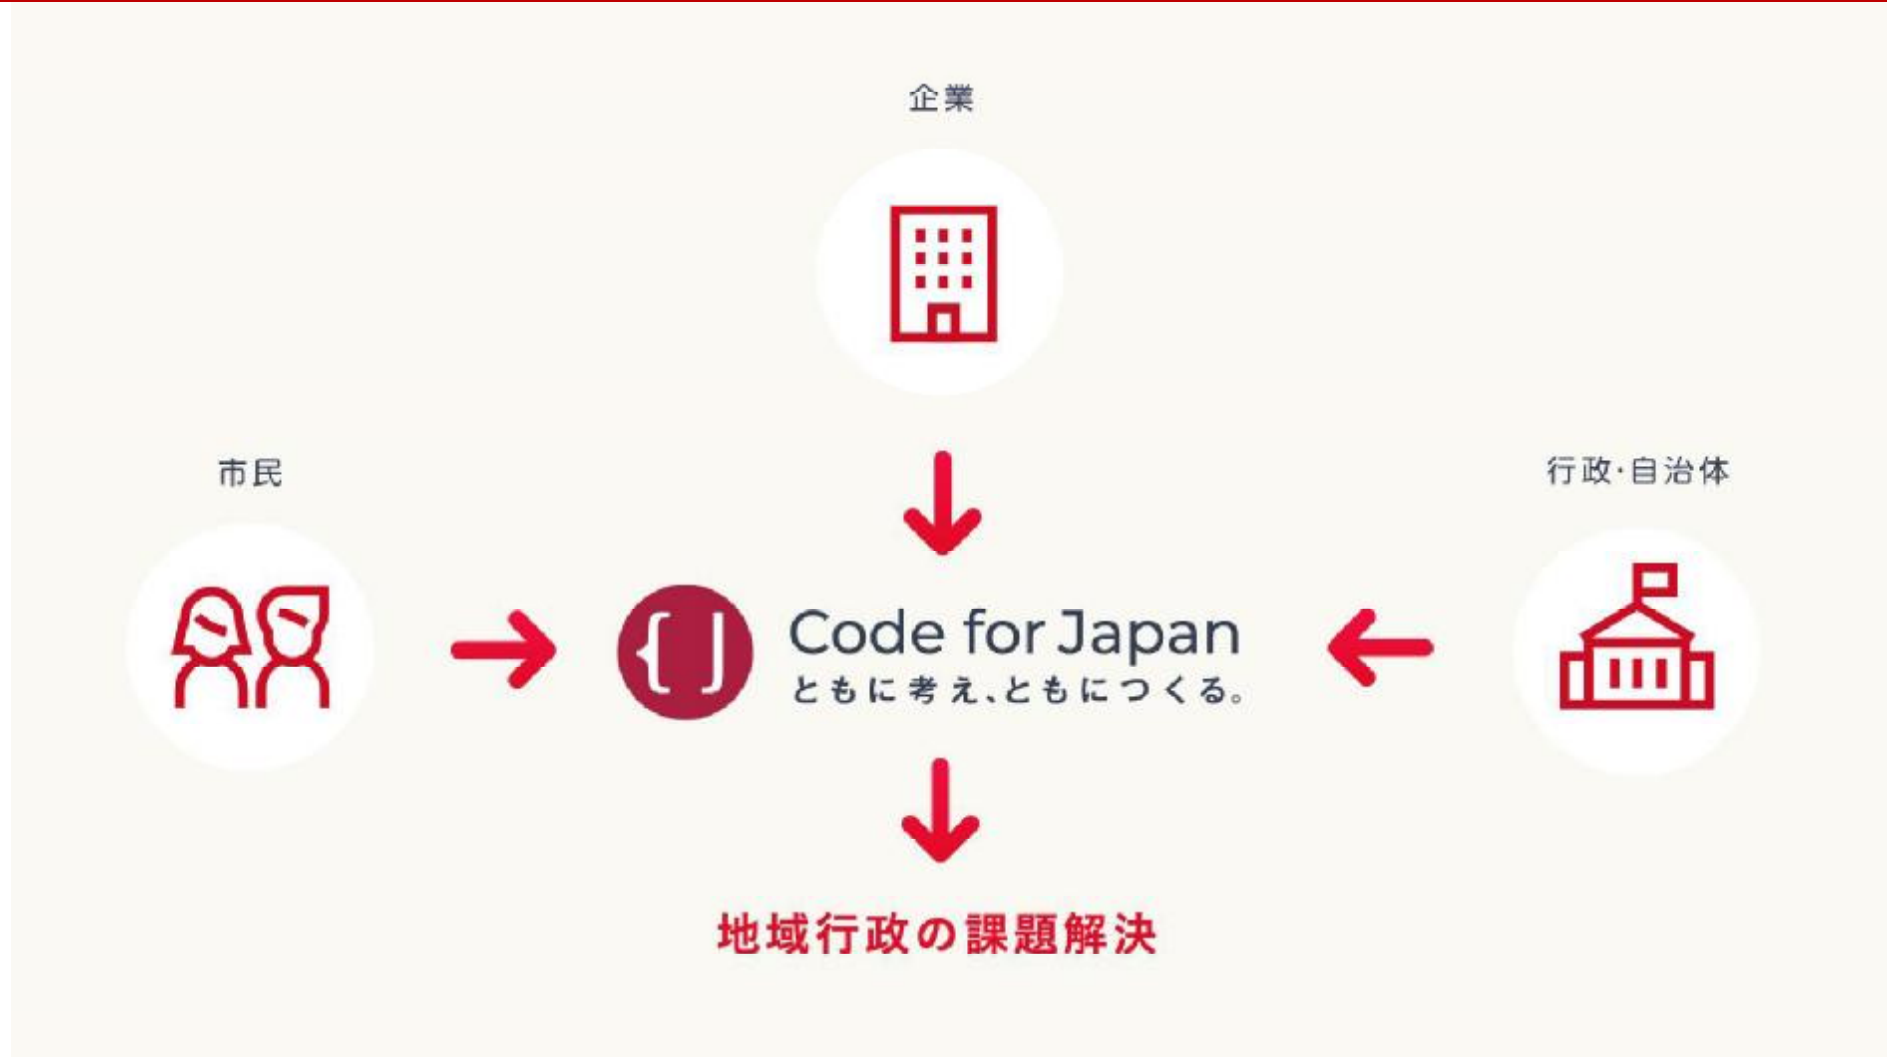 企業
市民
行政･自治体
{ }
Code for Japan
ともに考え､ともにつくる｡
地域行政の課題解決